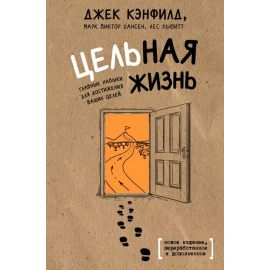 ДЖЕК КЭНФИЛД,
МАРК ВИКТОР ХАНСЕН, ЛЕС ХЬЮИТТ
ЦЕЛЬНАЯ
ЖИЗНЬ
ГЛАВНЫЕ НАВЫКИ
ДЛЯ ДОСТИЖЕНИЯ
ВАШИХ ЦЕЛЕЙ
новое издание,
переработанное
и дополненное